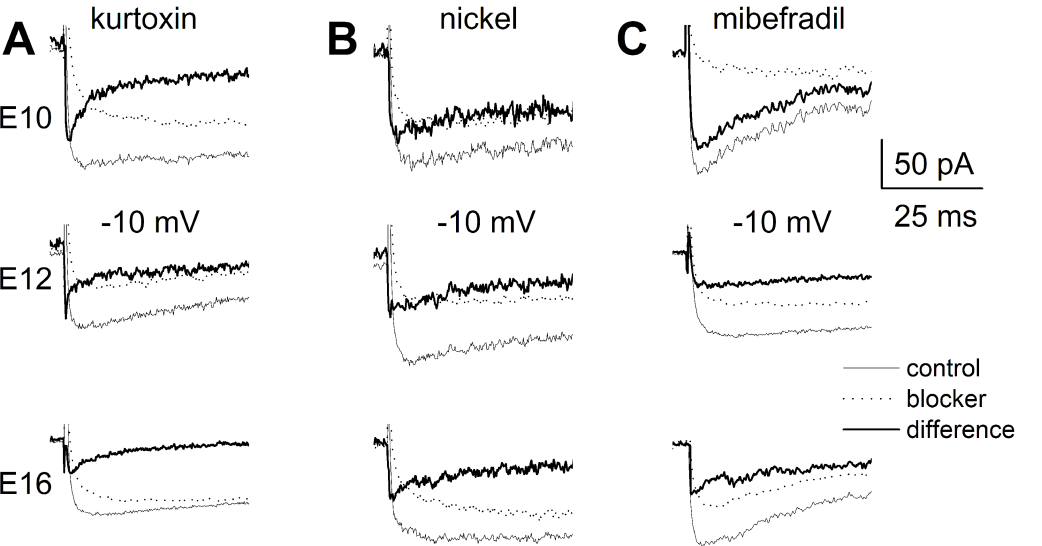 A kurtoxin B nickel C mibefradil
E10
50 pA
25 ms
-10 mV -10 mV -10 mV
E12
control
blocker
difference
E16